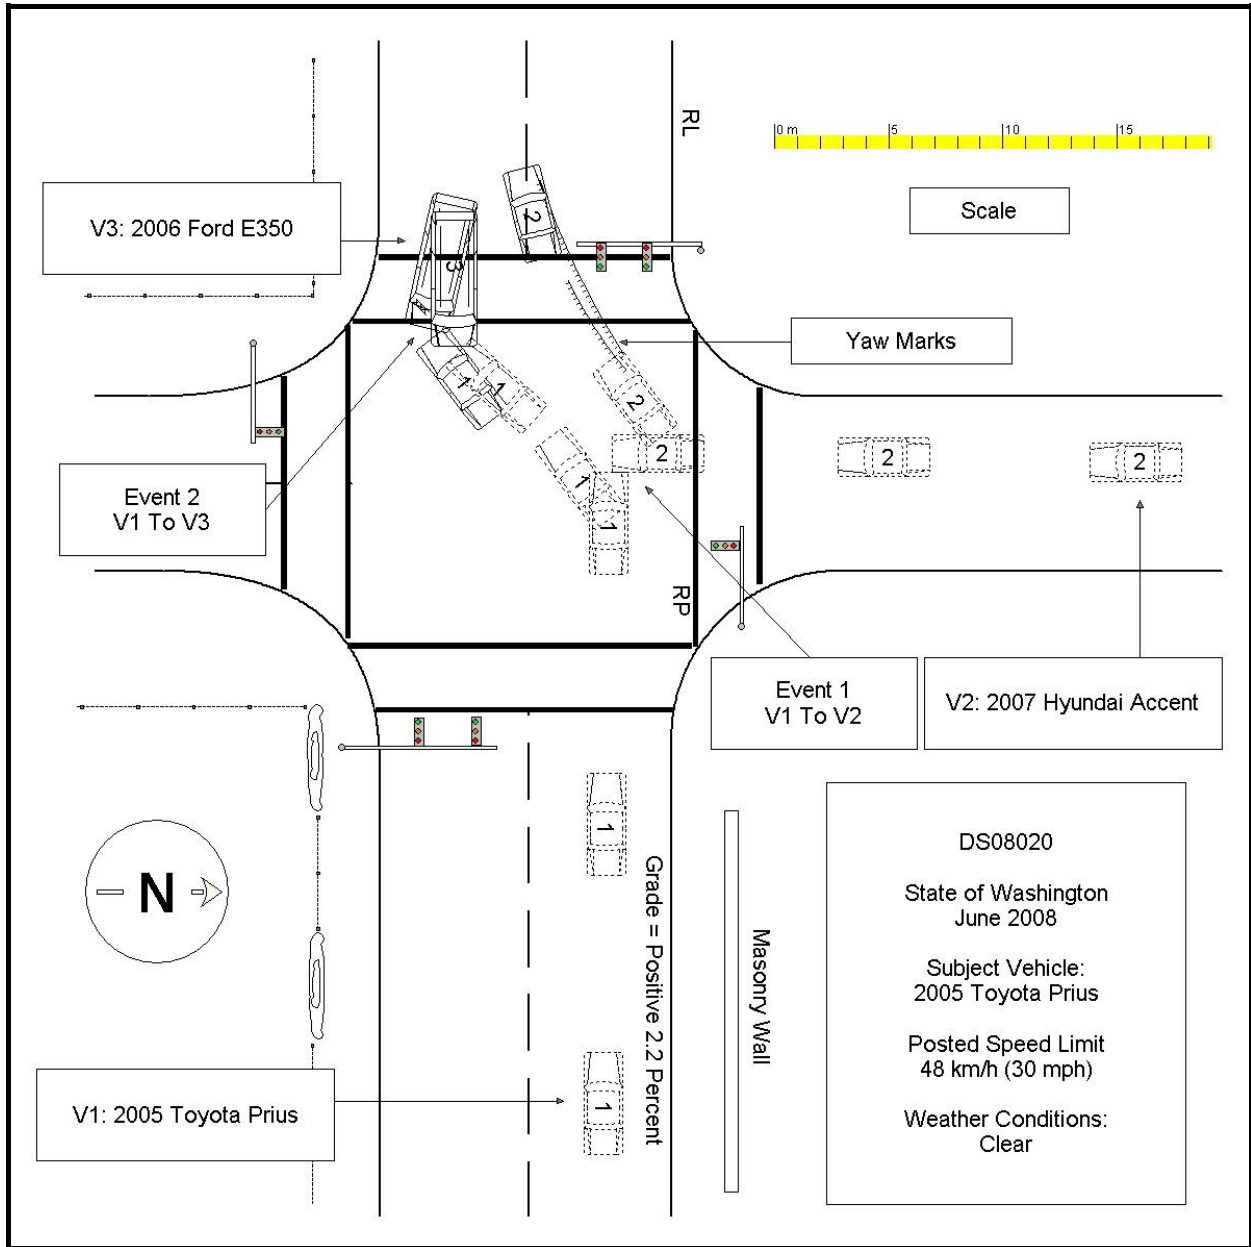 RL
0 m
5
10
15
V3: 2006 Ford E350
Scale
2
3
Yaw Marks
1
1
2
2
2
2
1
1
Event 2
V1 To V3
RP
Event 1
V1 To V2
V2: 2007 Hyundai Accent
1
N
Grade = Positive 2.2 Percent
Masonry Wall
DS08020
State of Washington
June 2008
Subject Vehicle:
2005 Toyota Prius
Posted Speed Limit
48 km/h (30 mph)
Weather Conditions:
Clear
V1: 2005 Toyota Prius
1